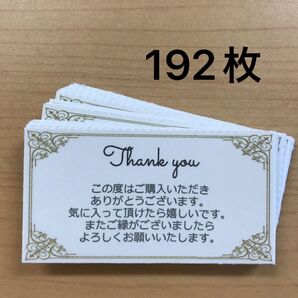 192枚
Thank you
この度はご購入いただき
ありがとうございます。
気に入って頂けたら嬉しいです。
またご縁がございましたら
よろしくお願いいたします。